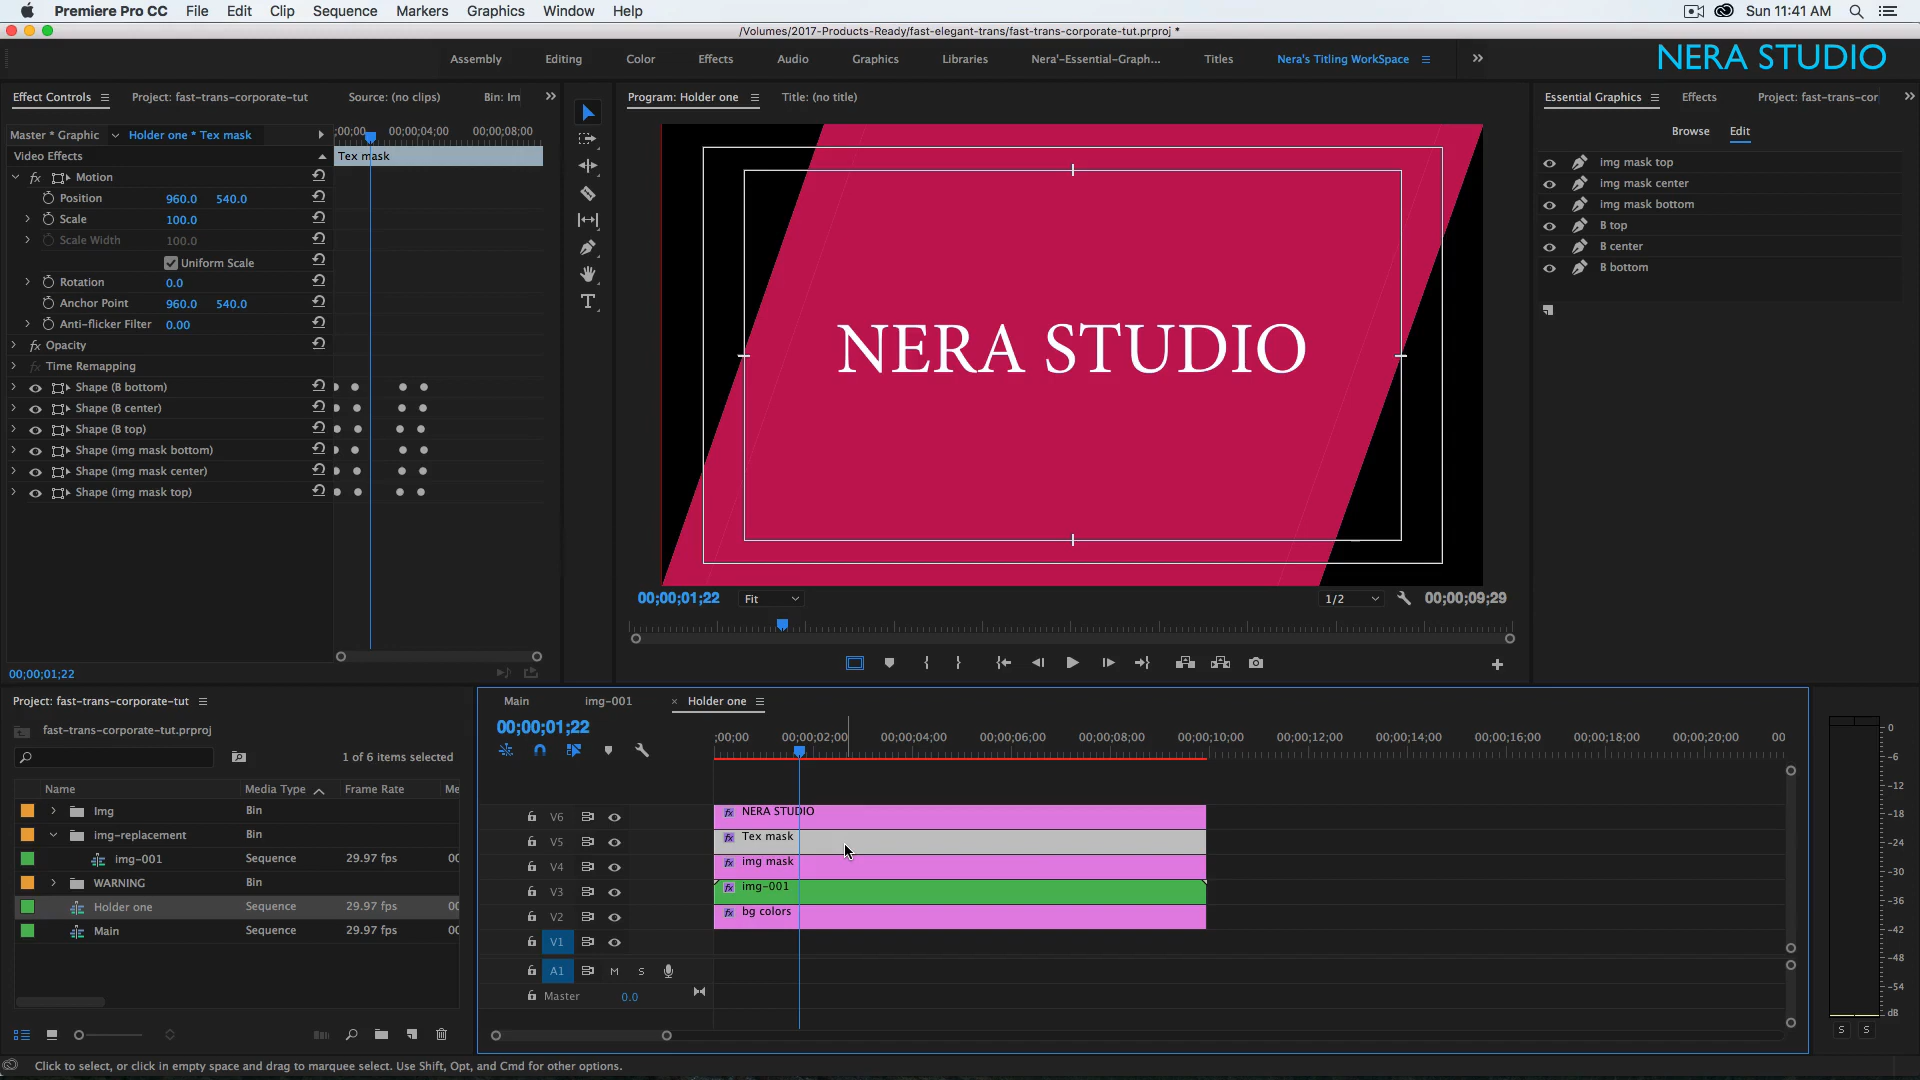 Premiere Pro CC File Edit Clip Sequence Markers Graphics Window Help Sun 11:41 AM
/Volumes/2017-Products-Ready/fast-elegant-trans/fast-trans-corporate-tut.prproj *
Assembly Editing Color Effects Audio Graphics Libraries Nera'-Essential-Graph... Titles Nera's Titling WorkSpace
NERA STUDIO
Effect Controls Project: fast-trans-corporate-tut Source: (no clips) Bin: Im
Master * Graphic Holder one * Tex mask
;00;00 00;00;04;00 00;00;08;00
Video Effects
Tex mask
Motion
Position 960.0 540.0
Scale 100.0
Scale Width 100.0
Uniform Scale
Rotation 0.0
Anchor Point 960.0 540.0
Anti-flicker Filter 0.00
fx Opacity
fx Time Remapping
Shape (B bottom)
Shape (B center)
Shape (B top)
Shape (img mask bottom)
Shape (img mask center)
Shape (img mask top)
00;00;01;22
Program: Holder one Title: (no title)
NERA STUDIO
00;00;01;22 Fit 1/2 00;00;09;29
Essential Graphics Effects Project: fast-trans-cor
Browse Edit
img mask top
img mask center
img mask bottom
B top
B center
B bottom
Project: fast-trans-corporate-tut
fast-trans-corporate-tut.prproj
1 of 6 items selected
Name Media Type Frame Rate Me
Img Bin
img-replacement Bin
img-001 Sequence 29.97 fps 00
WARNING Bin
Holder one Sequence 29.97 fps 00
Main Sequence 29.97 fps 00
Main img-001 × Holder one
00;00;01;22
;00;00 00;00;02;00 00;00;04;00 00;00;06;00 00;00;08;00 00;00;10;00 00;00;12;00 00;00;14;00 00;00;16;00 00;00;18;00 00;00;20;00 00
V6 fx NERA STUDIO
V5 fx Tex mask
V4 fx img mask
V3 fx img-001
V2 fx bg colors
V1
A1 M S
Master 0.0
0
-6
-12
-18
-24
-30
-36
-42
-48
-54
dB
S S
Click to select, or click in empty space and drag to marquee select. Use Shift, Opt, and Cmd for other options.